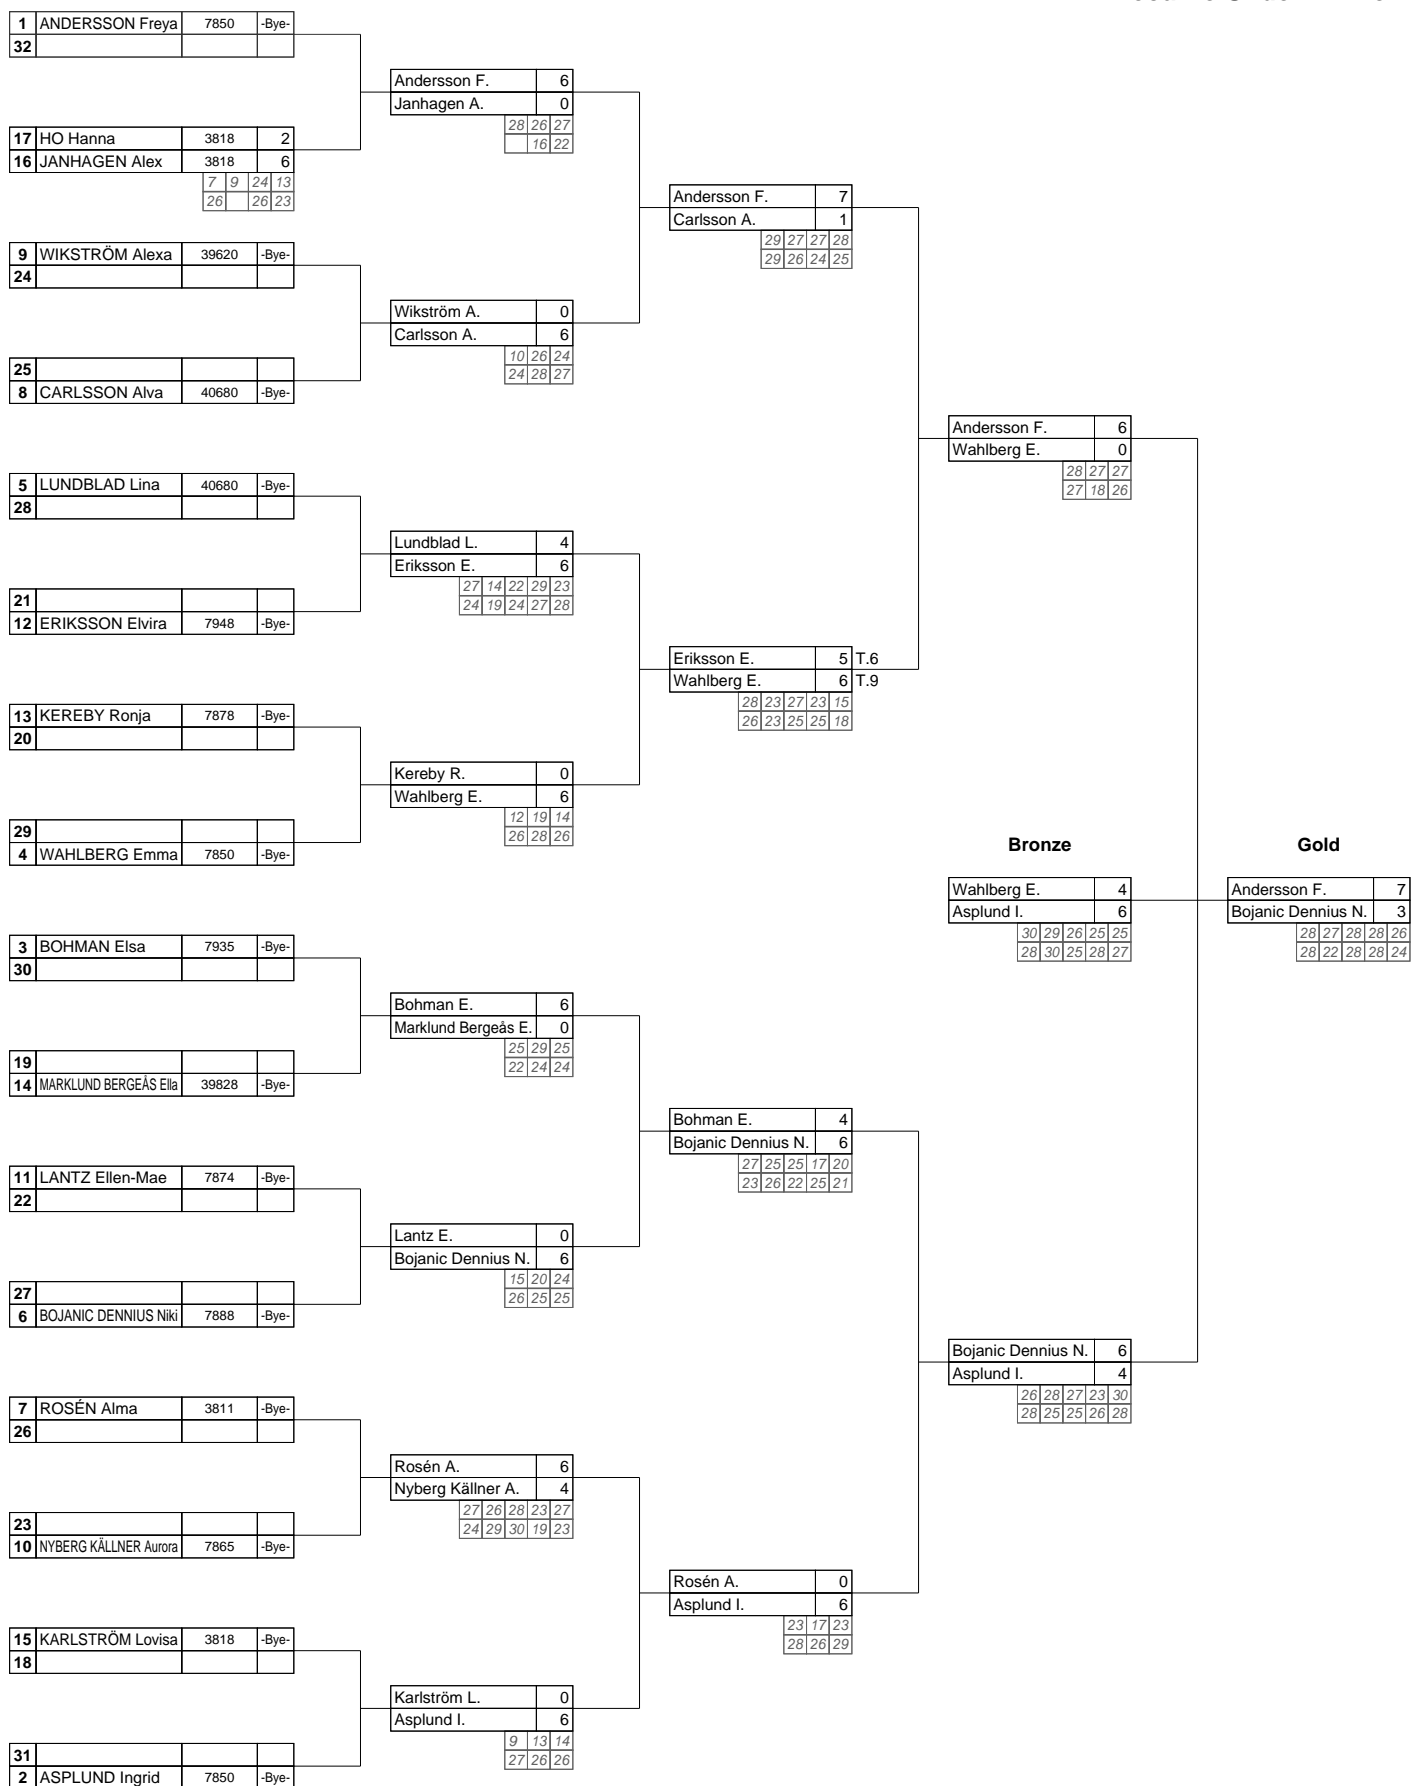 1 ANDERSSON Freya 7850 -Bye-
32
Andersson F. 6
Janhagen A. 0
28 26 27
16 22
17 HO Hanna 3818 2
16 JANHAGEN Alex 3818 6
7 9 24 13
26 26 23
Andersson F. 7
Carlsson A. 1
29 27 27 28
29 26 24 25
9 WIKSTRÖM Alexa 39620 -Bye-
24
Wikström A. 0
Carlsson A. 6
10 26 24
24 28 27
25
8 CARLSSON Alva 40680 -Bye-
Andersson F. 6
Wahlberg E. 0
28 27 27
27 18 26
5 LUNDBLAD Lina 40680 -Bye-
28
Lundblad L. 4
Eriksson E. 6
27 14 22 29 23
24 19 24 27 28
21
12 ERIKSSON Elvira 7948 -Bye-
Eriksson E. 5 T.6
Wahlberg E. 6 T.9
28 23 27 23 15
26 23 25 25 18
13 KEREBY Ronja 7878 -Bye-
20
Kereby R. 0
Wahlberg E. 6
12 19 14
26 28 26
29
4 WAHLBERG Emma 7850 -Bye-
Bronze Gold
Wahlberg E. 4
Asplund I. 6
30 29 26 25 25
28 30 25 28 27
Andersson F. 7
Bojanic Dennius N. 3
28 27 28 28 26
28 22 28 28 24
3 BOHMAN Elsa 7935 -Bye-
30
Bohman E. 6
Marklund Bergeås E. 0
25 29 25
22 24 24
19
14 MARKLUND BERGEÅS Ella 39828 -Bye-
Bohman E. 4
Bojanic Dennius N. 6
27 25 25 17 20
23 26 22 25 21
11 LANTZ Ellen-Mae 7874 -Bye-
22
Lantz E. 0
Bojanic Dennius N. 6
15 20 24
26 25 25
27
6 BOJANIC DENNIUS Niki 7888 -Bye-
Bojanic Dennius N. 6
Asplund I. 4
26 28 27 23 30
28 25 25 26 28
7 ROSÉN Alma 3811 -Bye-
26
Rosén A. 6
Nyberg Källner A. 4
27 26 28 23 27
24 29 30 19 23
23
10 NYBERG KÄLLNER Aurora 7865 -Bye-
Rosén A. 0
Asplund I. 6
23 17 23
28 26 29
15 KARLSTRÖM Lovisa 3818 -Bye-
18
Karlström L. 0
Asplund I. 6
9 13 14
27 26 26
31
2 ASPLUND Ingrid 7850 -Bye-